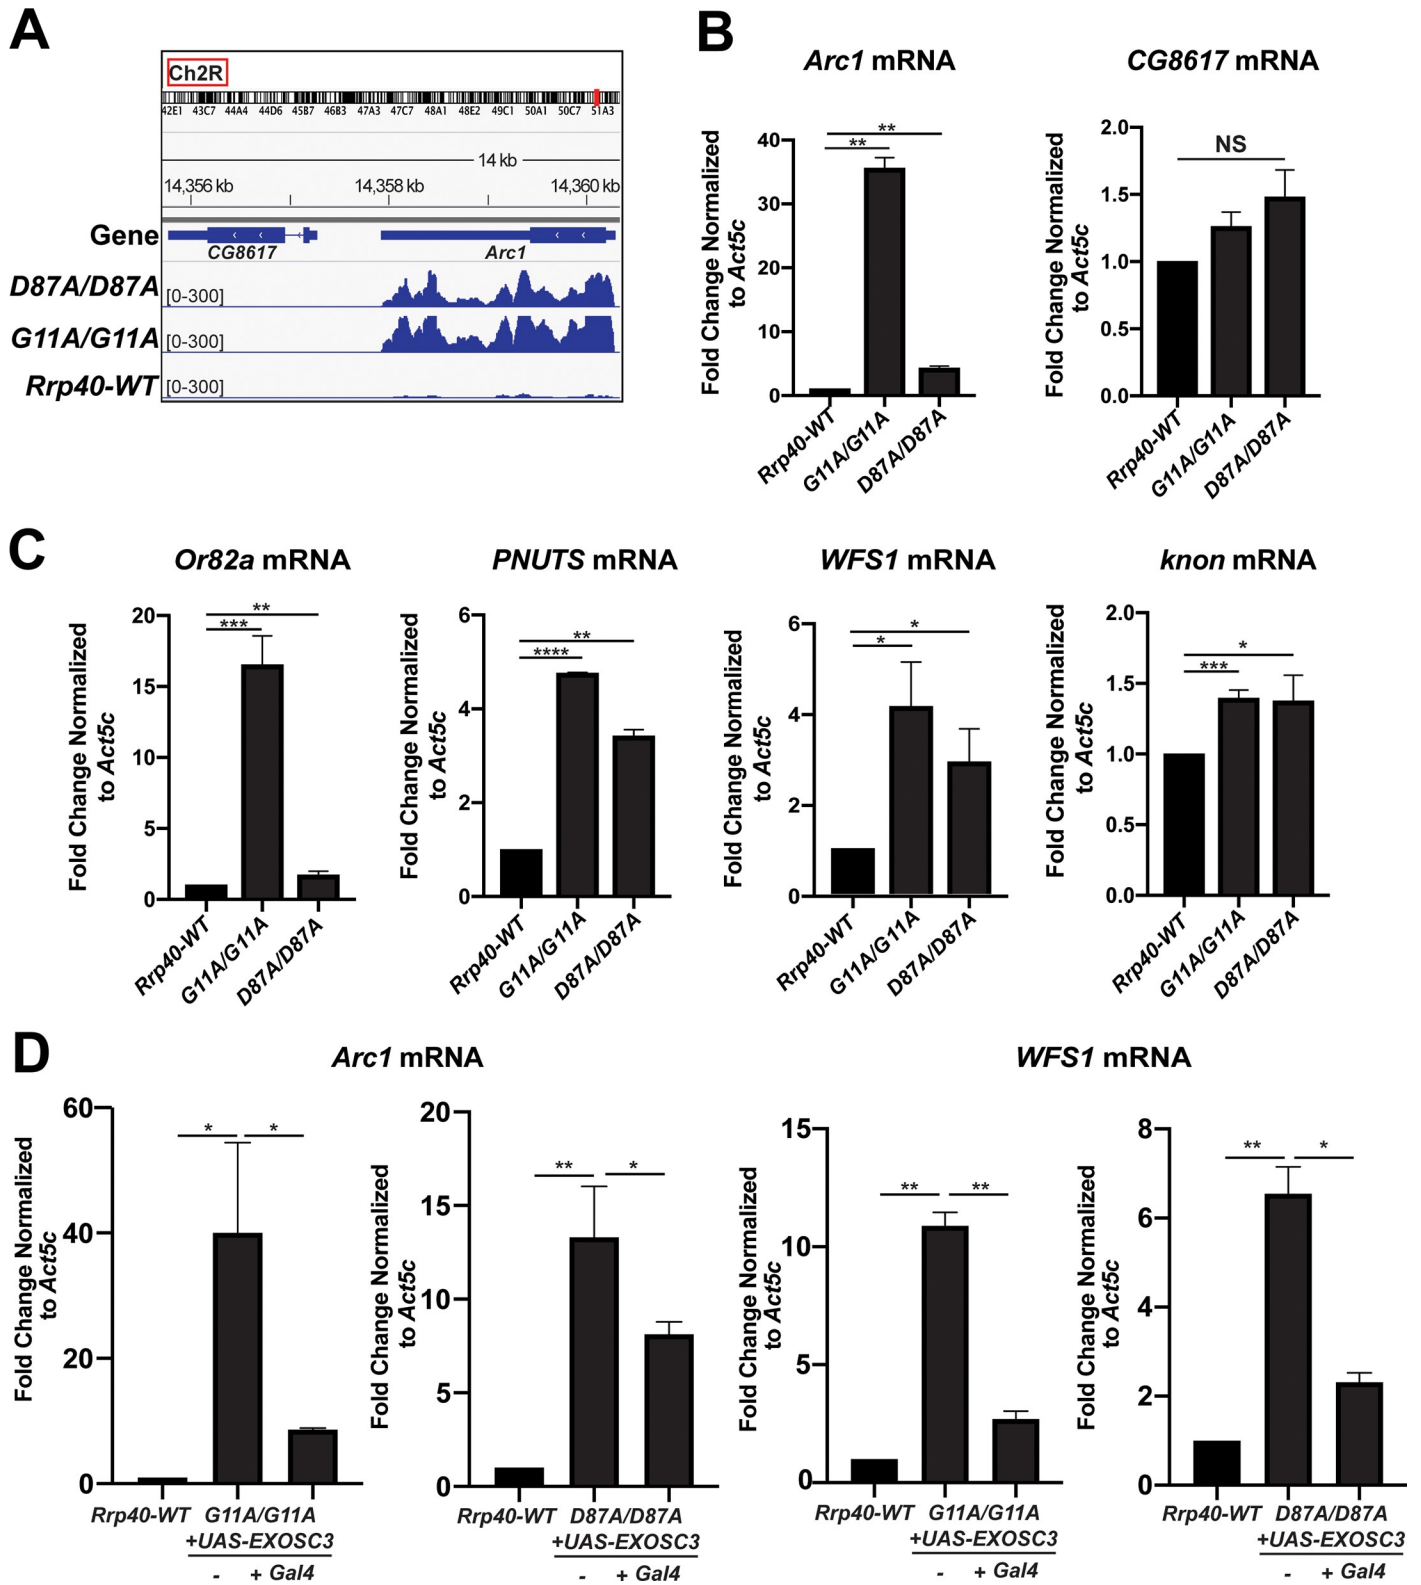 A
Ch2R
42E1 43C7 44A4 44D6 45B7 46B3 47A3 47C7 48A1 48E2 49C1 50A1 50C7 51A3
14 kb
14,356 kb 14,358 kb 14,360 kb
Gene
CG8617 Arc1
D87A/D87A [0-300]
G11A/G11A [0-300]
Rrp40-WT [0-300]
B
Arc1 mRNA
Fold Change Normalized
to Act5c
40
30
20
10
0
**
**
Rrp40-WT
G11A/G11A
D87A/D87A
CG8617 mRNA
Fold Change Normalized
to Act5c
2.0
1.5
1.0
0.5
0.0
NS
Rrp40-WT
G11A/G11A
D87A/D87A
C
Or82a mRNA
Fold Change Normalized
to Act5c
20
15
10
5
0
**
***
Rrp40-WT
G11A/G11A
D87A/D87A
PNUTS mRNA
Fold Change Normalized
to Act5c
6
4
2
0
**
****
Rrp40-WT
G11A/G11A
D87A/D87A
WFS1 mRNA
Fold Change Normalized
to Act5c
6
4
2
0
*
*
Rrp40-WT
G11A/G11A
D87A/D87A
knon mRNA
Fold Change Normalized
to Act5c
2.0
1.5
1.0
0.5
0.0
*
***
Rrp40-WT
G11A/G11A
D87A/D87A
D
Arc1 mRNA
Fold Change Normalized
to Act5c
60
40
20
0
* *
Rrp40-WT G11A/G11A
+UAS-EXOSC3
- + Gal4
Fold Change Normalized
to Act5c
20
15
10
5
0
** *
Rrp40-WT D87A/D87A
+UAS-EXOSC3
- + Gal4
WFS1 mRNA
Fold Change Normalized
to Act5c
15
10
5
0
** **
Rrp40-WT G11A/G11A
+UAS-EXOSC3
- + Gal4
Fold Change Normalized
to Act5c
8
6
4
2
0
** *
Rrp40-WT D87A/D87A
+UAS-EXOSC3
- + Gal4